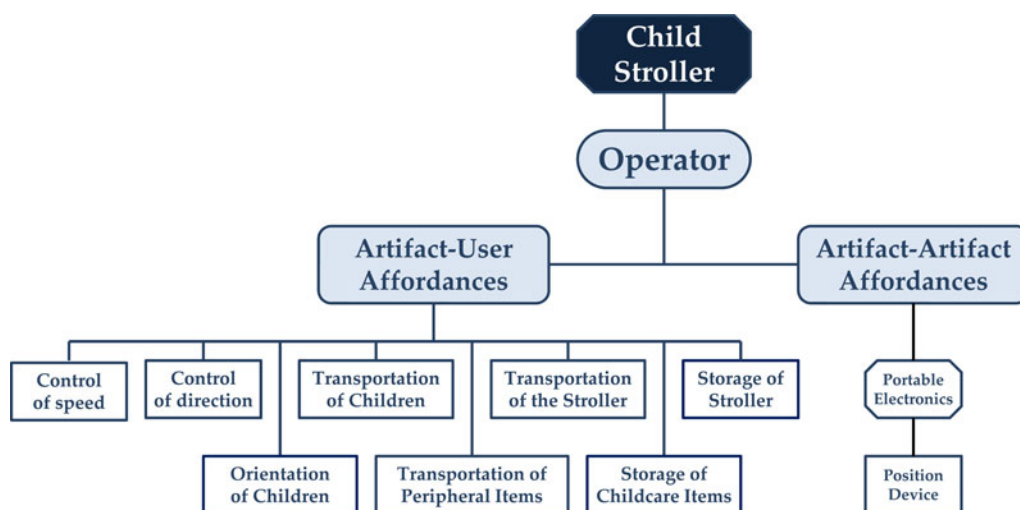 Child
Stroller
Operator
Artifact-User
Affordances
Artifact-Artifact
Affordances
Control
of speed
Control
of direction
Transportation
of Children
Transportation
of the Stroller
Storage of
Stroller
Portable
Electronics
Orientation
of Children
Transportation of
Peripheral Items
Storage of
Childcare Items
Position
Device